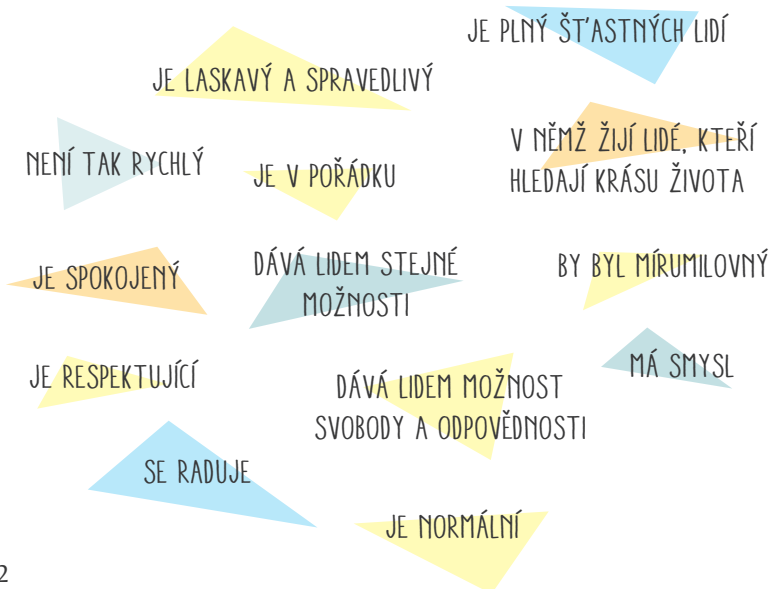 JE PLNÝ ŠŤASTNÝCH LIDÍ
JE LASKAVÝ A SPRAVEDLIVÝ
V NĚMŽ ŽIJÍ LIDÉ, KTEŘÍ
HLEDAJÍ KRÁSU ŽIVOTA
NENÍ TAK RYCHLÝ
JE V POŘÁDKU
JE SPOKOJENÝ
DÁVÁ LIDEM STEJNÉ
MOŽNOSTI
BY BYL MÍRUMILOVNÝ
JE RESPEKTUJÍCÍ
DÁVÁ LIDEM MOŽNOST
SVOBODY A ODPOVĚDNOSTI
MÁ SMYSL
SE RADUJE
JE NORMÁLNÍ
2